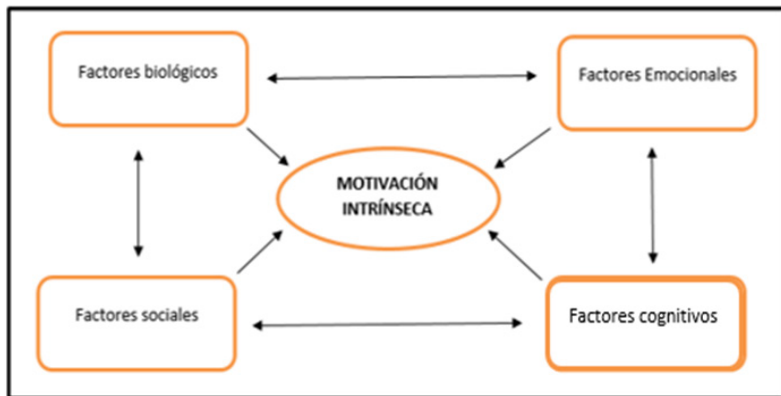 Factores biológicos
Factores Emocionales
MOTIVACIÓN
INTRÍNSECA
Factores sociales
Factores cognitivos